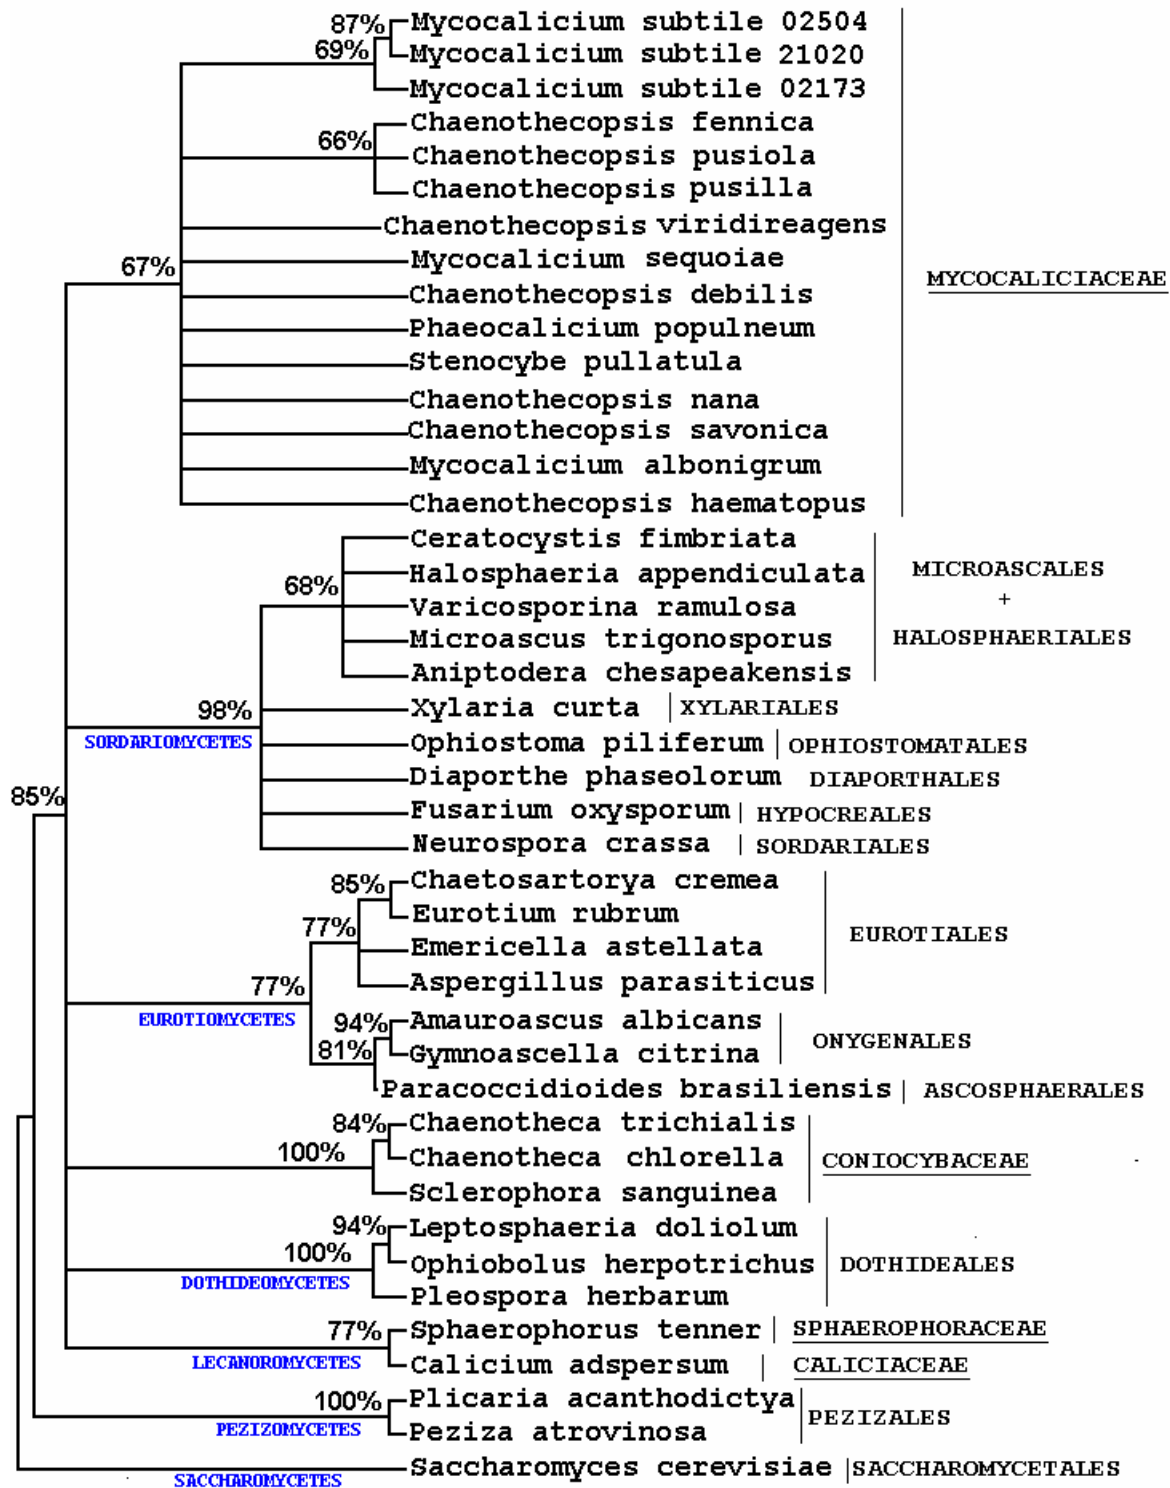 87%
Mycocalicium subtile 02504
69%
Mycocalicium subtile 21020
Mycocalicium subtile 02173
Chaenothecopsis fennica
66%
Chaenothecopsis pusiola
Chaenothecopsis pusilla
Chaenothecopsis viridireagens
67%
Mycocalicium sequoiae
MYCOCALICIACEAE
Chaenothecopsis debilis
Phaeocalicium populneum
Stenocybe pullatula
Chaenothecopsis nana
Chaenothecopsis savonica
Mycocalicium albonigrum
Chaenothecopsis haematopus
Ceratocystis fimbriata
68%
Halosphaeria appendiculata
MICROASCALES
+
Varicosporina ramulosa
Microascus trigonosporus
HALOSPHAERIALES
Aniptodera chesapeakensis
98%
Xylaria curta XYLARIALES
SORDARIOMYCETES
Ophiostoma piliferum OPHIOSTOMATALES
Diaporthe phaseolorum DIAPORTHALES
85%
Fusarium oxysporum HYPOCREALES
Neurospora crassa SORDARIALES
85%
Chaetosartorya cremea
Eurotium rubrum
77%
EUROTIALES
Emericella astellata
77%
Aspergillus parasiticus
EUROTIOMYCETES
94%
Amauroascus albicans
ONYGENALES
81%
Gymnoascella citrina
Paracoccidioides brasiliensis ASCOSPHAERALES
84%
Chaenotheca trichialis
100%
Chaenotheca chlorella
CONIOCYBACEAE
Sclerophora sanguinea
94%
Leptosphaeria doliolum
100%
Ophiobolus herpotrichus
DOTHIDEALES
DOTHIDEOMYCETES
Pleospora herbarum
77%
Sphaerophorus tenner SPHAEROPHORACEAE
LECANOROMYCETES
Calicium adspersum CALICIACEAE
100%
Plicaria acanthodictya
PEZIZALES
PEZIZOMYCETES
Peziza atrovinosa
Saccharomyces cerevisiae SACCHAROMYCETALES
SACCHAROMYCETES